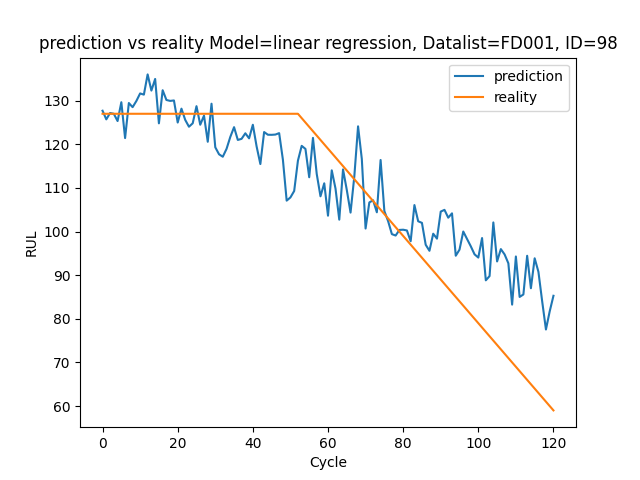 prediction vs reality Model=linear regression, Datalist=FD001, ID=98
prediction
reality
130
120
110
100
90
80
70
60
RUL
0 20 40 60 80 100 120
Cycle